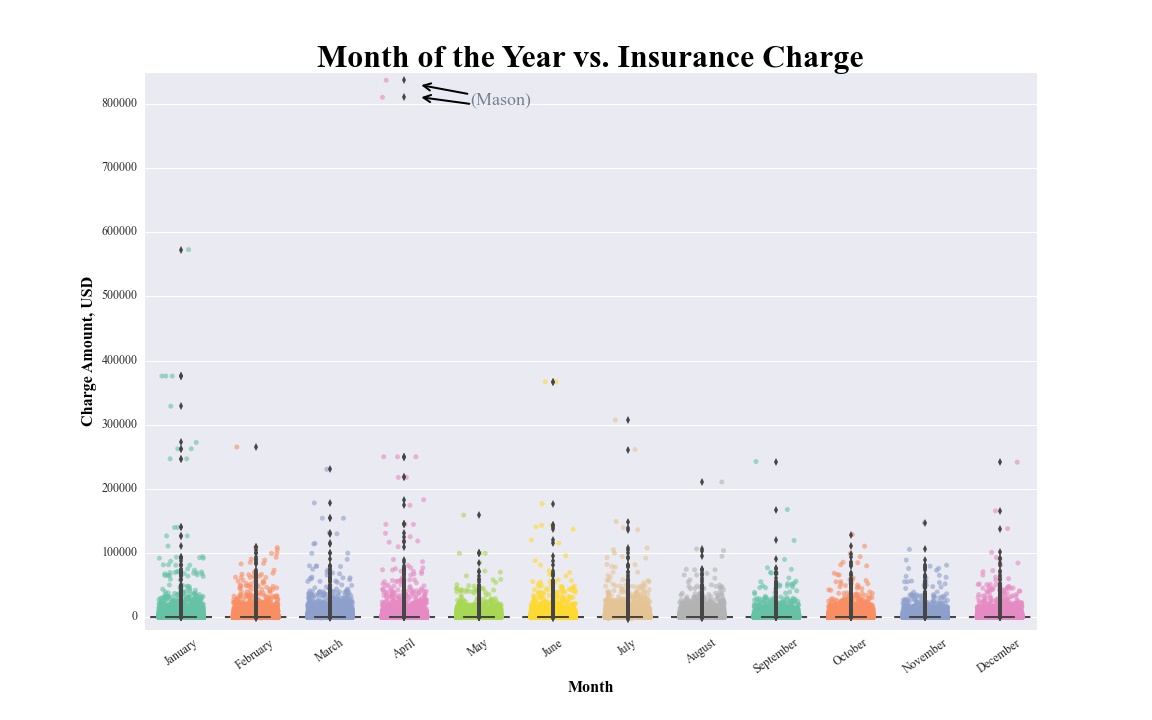 Month of the Year vs. Insurance Charge
(Mason)
800000
700000
600000
500000
400000
300000
200000
100000
0
Charge Amount, USD
January
February
March
April
May
June
July
August
September
October
November
December
Month